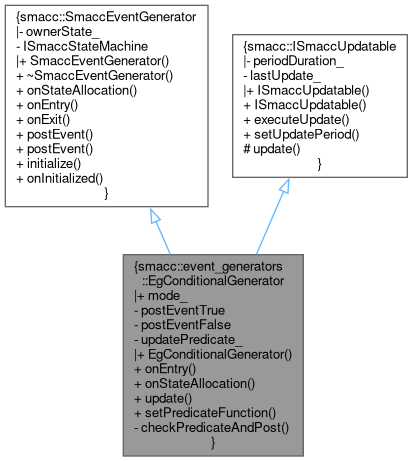 {smacc::SmaccEventGenerator
|- ownerState_
- ISmaccStateMachine
|+ SmaccEventGenerator()
+ ~SmaccEventGenerator()
+ onStateAllocation()
+ onEntry()
+ onExit()
+ postEvent()
+ postEvent()
+ initialize()
+ onInitialized()
}
{smacc::ISmaccUpdatable
|- periodDuration_
- lastUpdate_
|+ ISmaccUpdatable()
+ ISmaccUpdatable()
+ executeUpdate()
+ setUpdatePeriod()
# update()
}
{smacc::event_generators
::EgConditionalGenerator
|+ mode_
- postEventTrue
- postEventFalse
- updatePredicate_
|+ EgConditionalGenerator()
+ onEntry()
+ onStateAllocation()
+ update()
+ setPredicateFunction()
- checkPredicateAndPost()
}